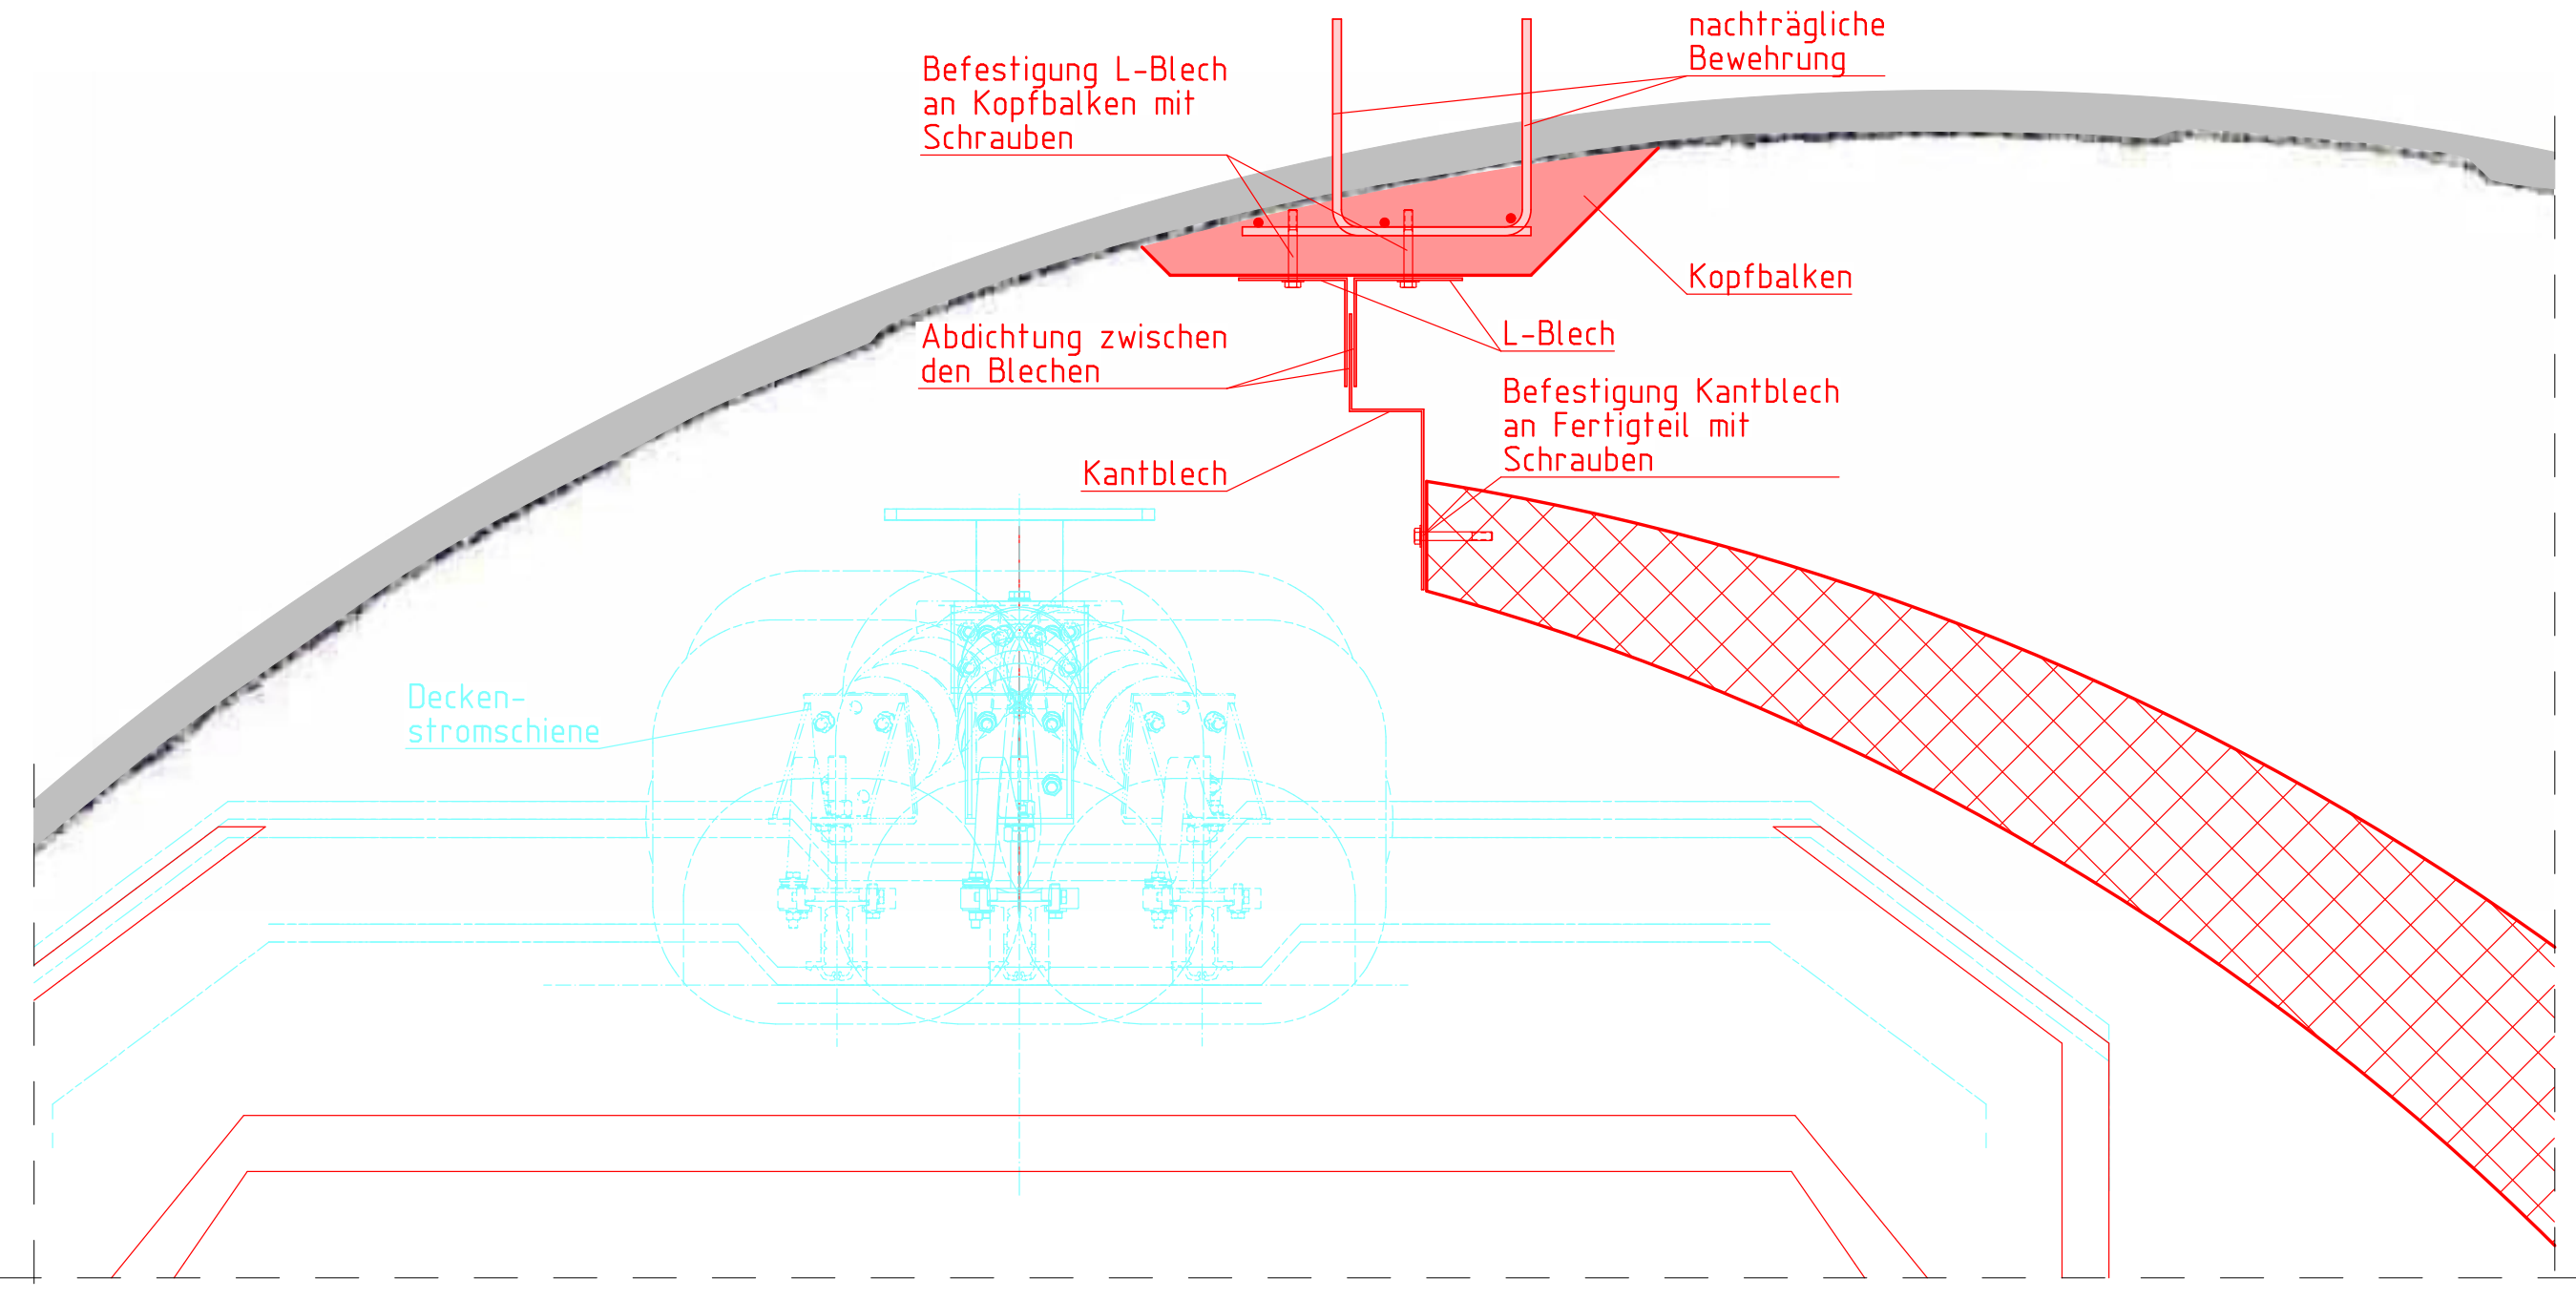 nachträgliche
Bewehrung
Befestigung L-Blech
an Kopfbalken mit
Schrauben
Kopfbalken
Abdichtung zwischen
den Blechen
L-Blech
Befestigung Kantblech
an Fertigteil mit
Schrauben
Kantblech
Decken-
stromschiene